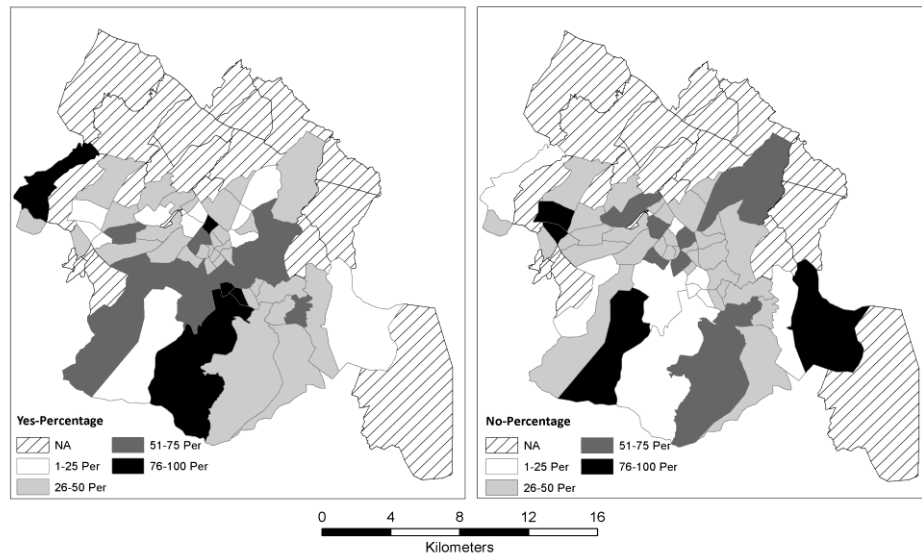 Yes-Percentage
NA
51-75 Per
1-25 Per
76-100 Per
26-50 Per
No-Percentage
NA
51-75 Per
1-25 Per
76-100 Per
26-50 Per
0 4 8 12 16
Kilometers